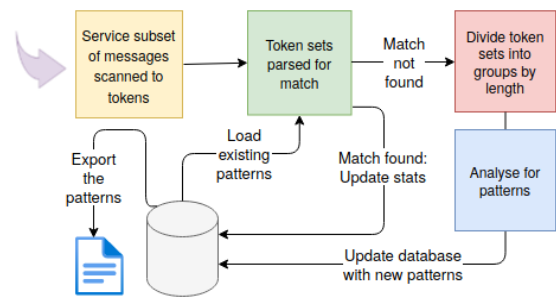 Service subset
of messages
scanned to
tokens
Token sets
parsed for
match
Match
not
found
Divide token
sets into
groups by
length
Export
the
patterns
Load
existing
patterns
Match found:
Update stats
Analyse for
patterns
Update database
with new patterns